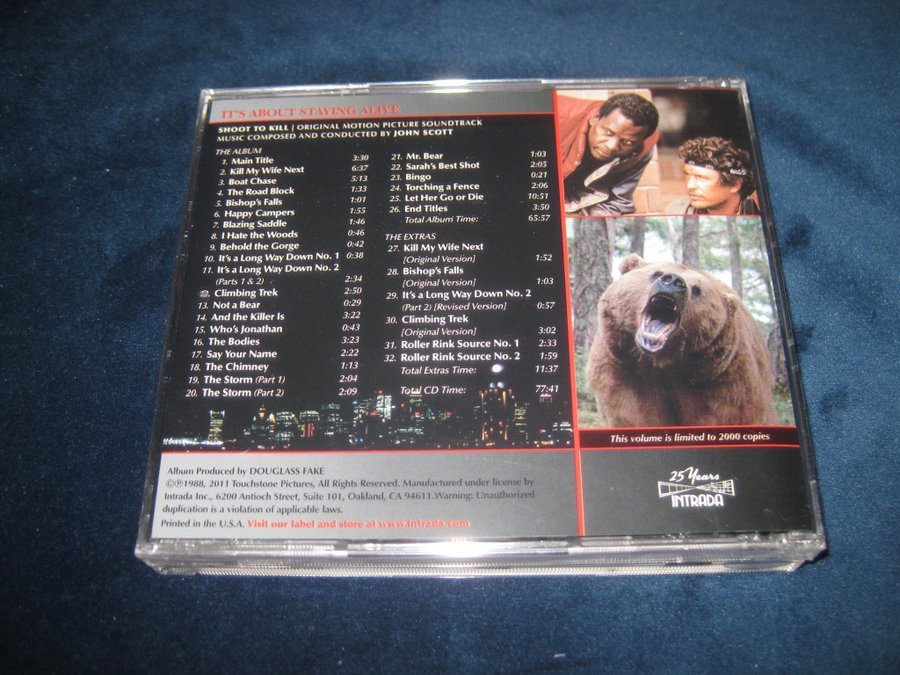 IT'S ABOUT STAYING ALIVE
SHOOT TO KILL | ORIGINAL MOTION PICTURE SOUNDTRACK
MUSIC COMPOSED AND CONDUCTED BY JOHN SCOTT
THE ALBUM
1. Main Title 3:30
2. Kill My Wife Next 6:37
3. Boat Chase 5:13
4. The Road Block 1:33
5. Bishop's Falls 1:01
6. Happy Campers 1:55
7. Blazing Saddle 1:46
8. I Hate the Woods 0:46
9. Behold the Gorge 0:42
10. It's a Long Way Down No. 1 0:38
11. It's a Long Way Down No. 2
(Parts 1 & 2) 2:34
12. Climbing Trek 2:50
13. Not a Bear 0:29
14. And the Killer Is 3:22
15. Who's Jonathan 0:43
16. The Bodies 3:23
17. Say Your Name 2:22
18. The Chimney 1:13
19. The Storm (Part 1) 2:04
20. The Storm (Part 2) 2:09
21. Mr. Bear 1:03
22. Sarah's Best Shot 2:05
23. Bingo 0:21
24. Torching a Fence 2:06
25. Let Her Go or Die 10:51
26. End Titles 3:50
Total Album Time: 65:57
THE EXTRAS
27. Kill My Wife Next
[Original Version] 1:52
28. Bishop's Falls
[Original Version] 1:03
29. It's a Long Way Down No. 2
(Part 2) [Revised Version] 0:57
30. Climbing Trek
[Original Version] 3:02
31. Roller Rink Source No. 1 2:33
32. Roller Rink Source No. 2 1:59
Total Extras Time: 11:37
Total CD Time: 77:41
This volume is limited to 2000 copies
25 Years
INTRADA
Album Produced by DOUGLASS FAKE
©℗1988, 2011 Touchstone Pictures, All Rights Reserved. Manufactured under license by
Intrada Inc., 6200 Antioch Street, Suite 101, Oakland, CA 94611.Warning: Unauthorized
duplication is a violation of applicable laws.
Printed in the U.S.A. Visit our label and store at www.intrada.com